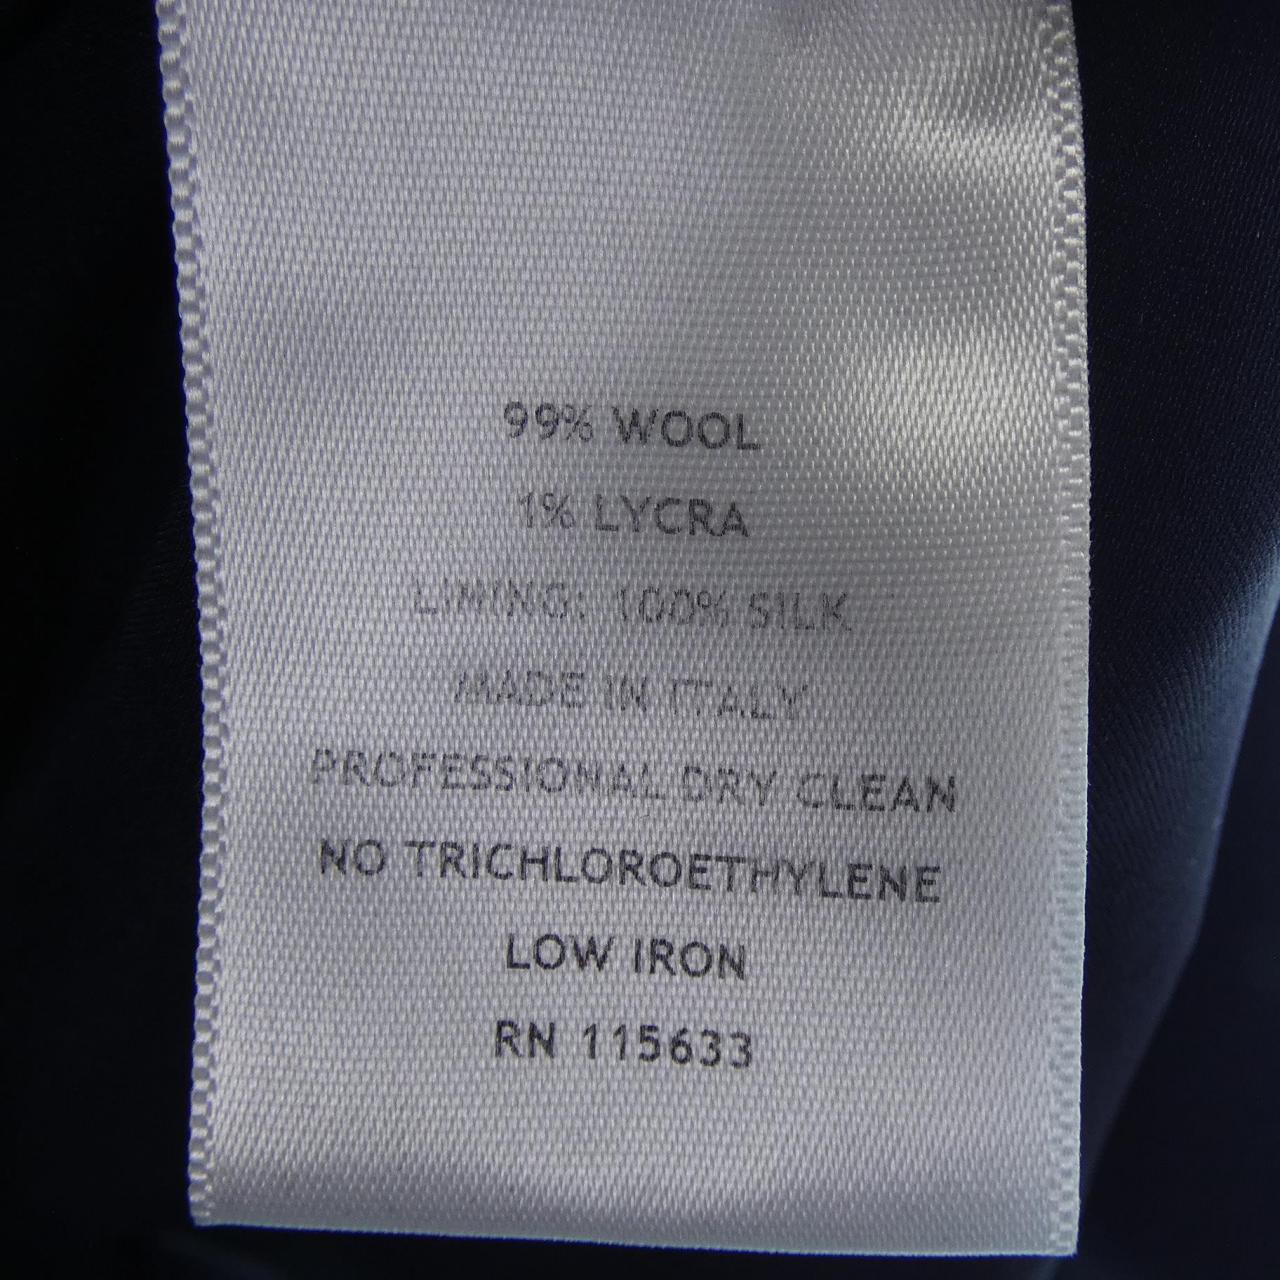 99% WOOL
1% LYCRA
LINING: 100% SILK
MADE IN ITALY
PROFESSIONAL DRY CLEAN
NO TRICHLOROETHYLENE
LOW IRON
RN 115633